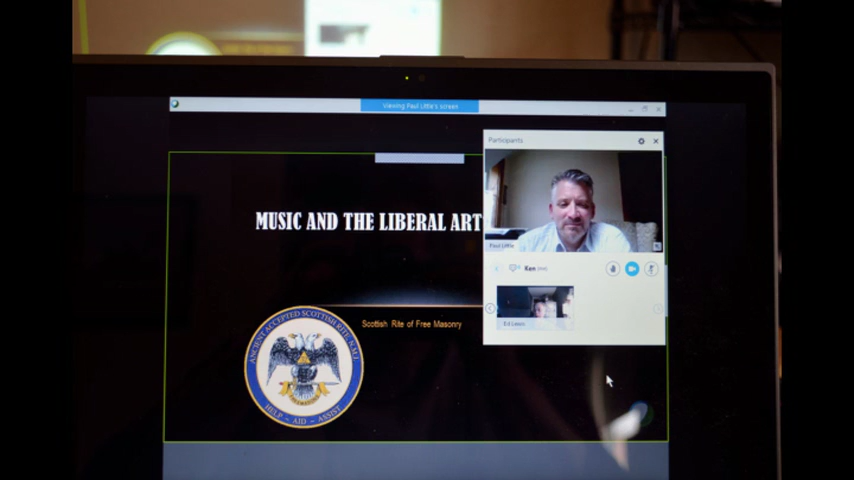 Viewing Paul Little's screen
Participants
MUSIC AND THE LIBERAL ART
Paul Little
Ken (me)
Scottish Rite of Free Masonry
ANCIENT ACCEPTED SCOTTISH RITE, N.M.J.
HELP ~ AID ~ ASSIST